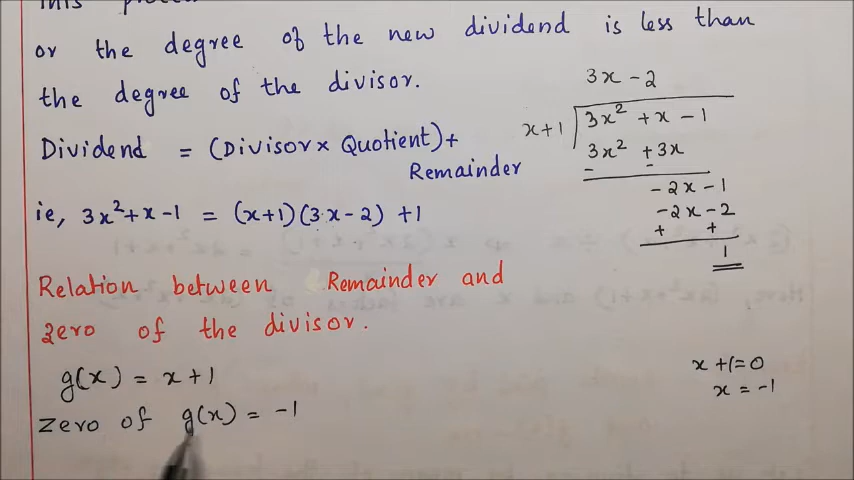 This
or the degree of the new dividend is less than
the degree of the divisor.
Dividend = (Divisor x Quotient) +
Remainder
ie, 3x² + x - 1 = (x+1)(3x-2) + 1
3x - 2
x+1 3x² + x - 1
3x² + 3x
- -
-2x - 1
-2x - 2
+ +
1
Relation between Remainder and
zero of the divisor.
g(x) = x + 1
zero of g(x) = -1
x + 1 = 0
x = -1